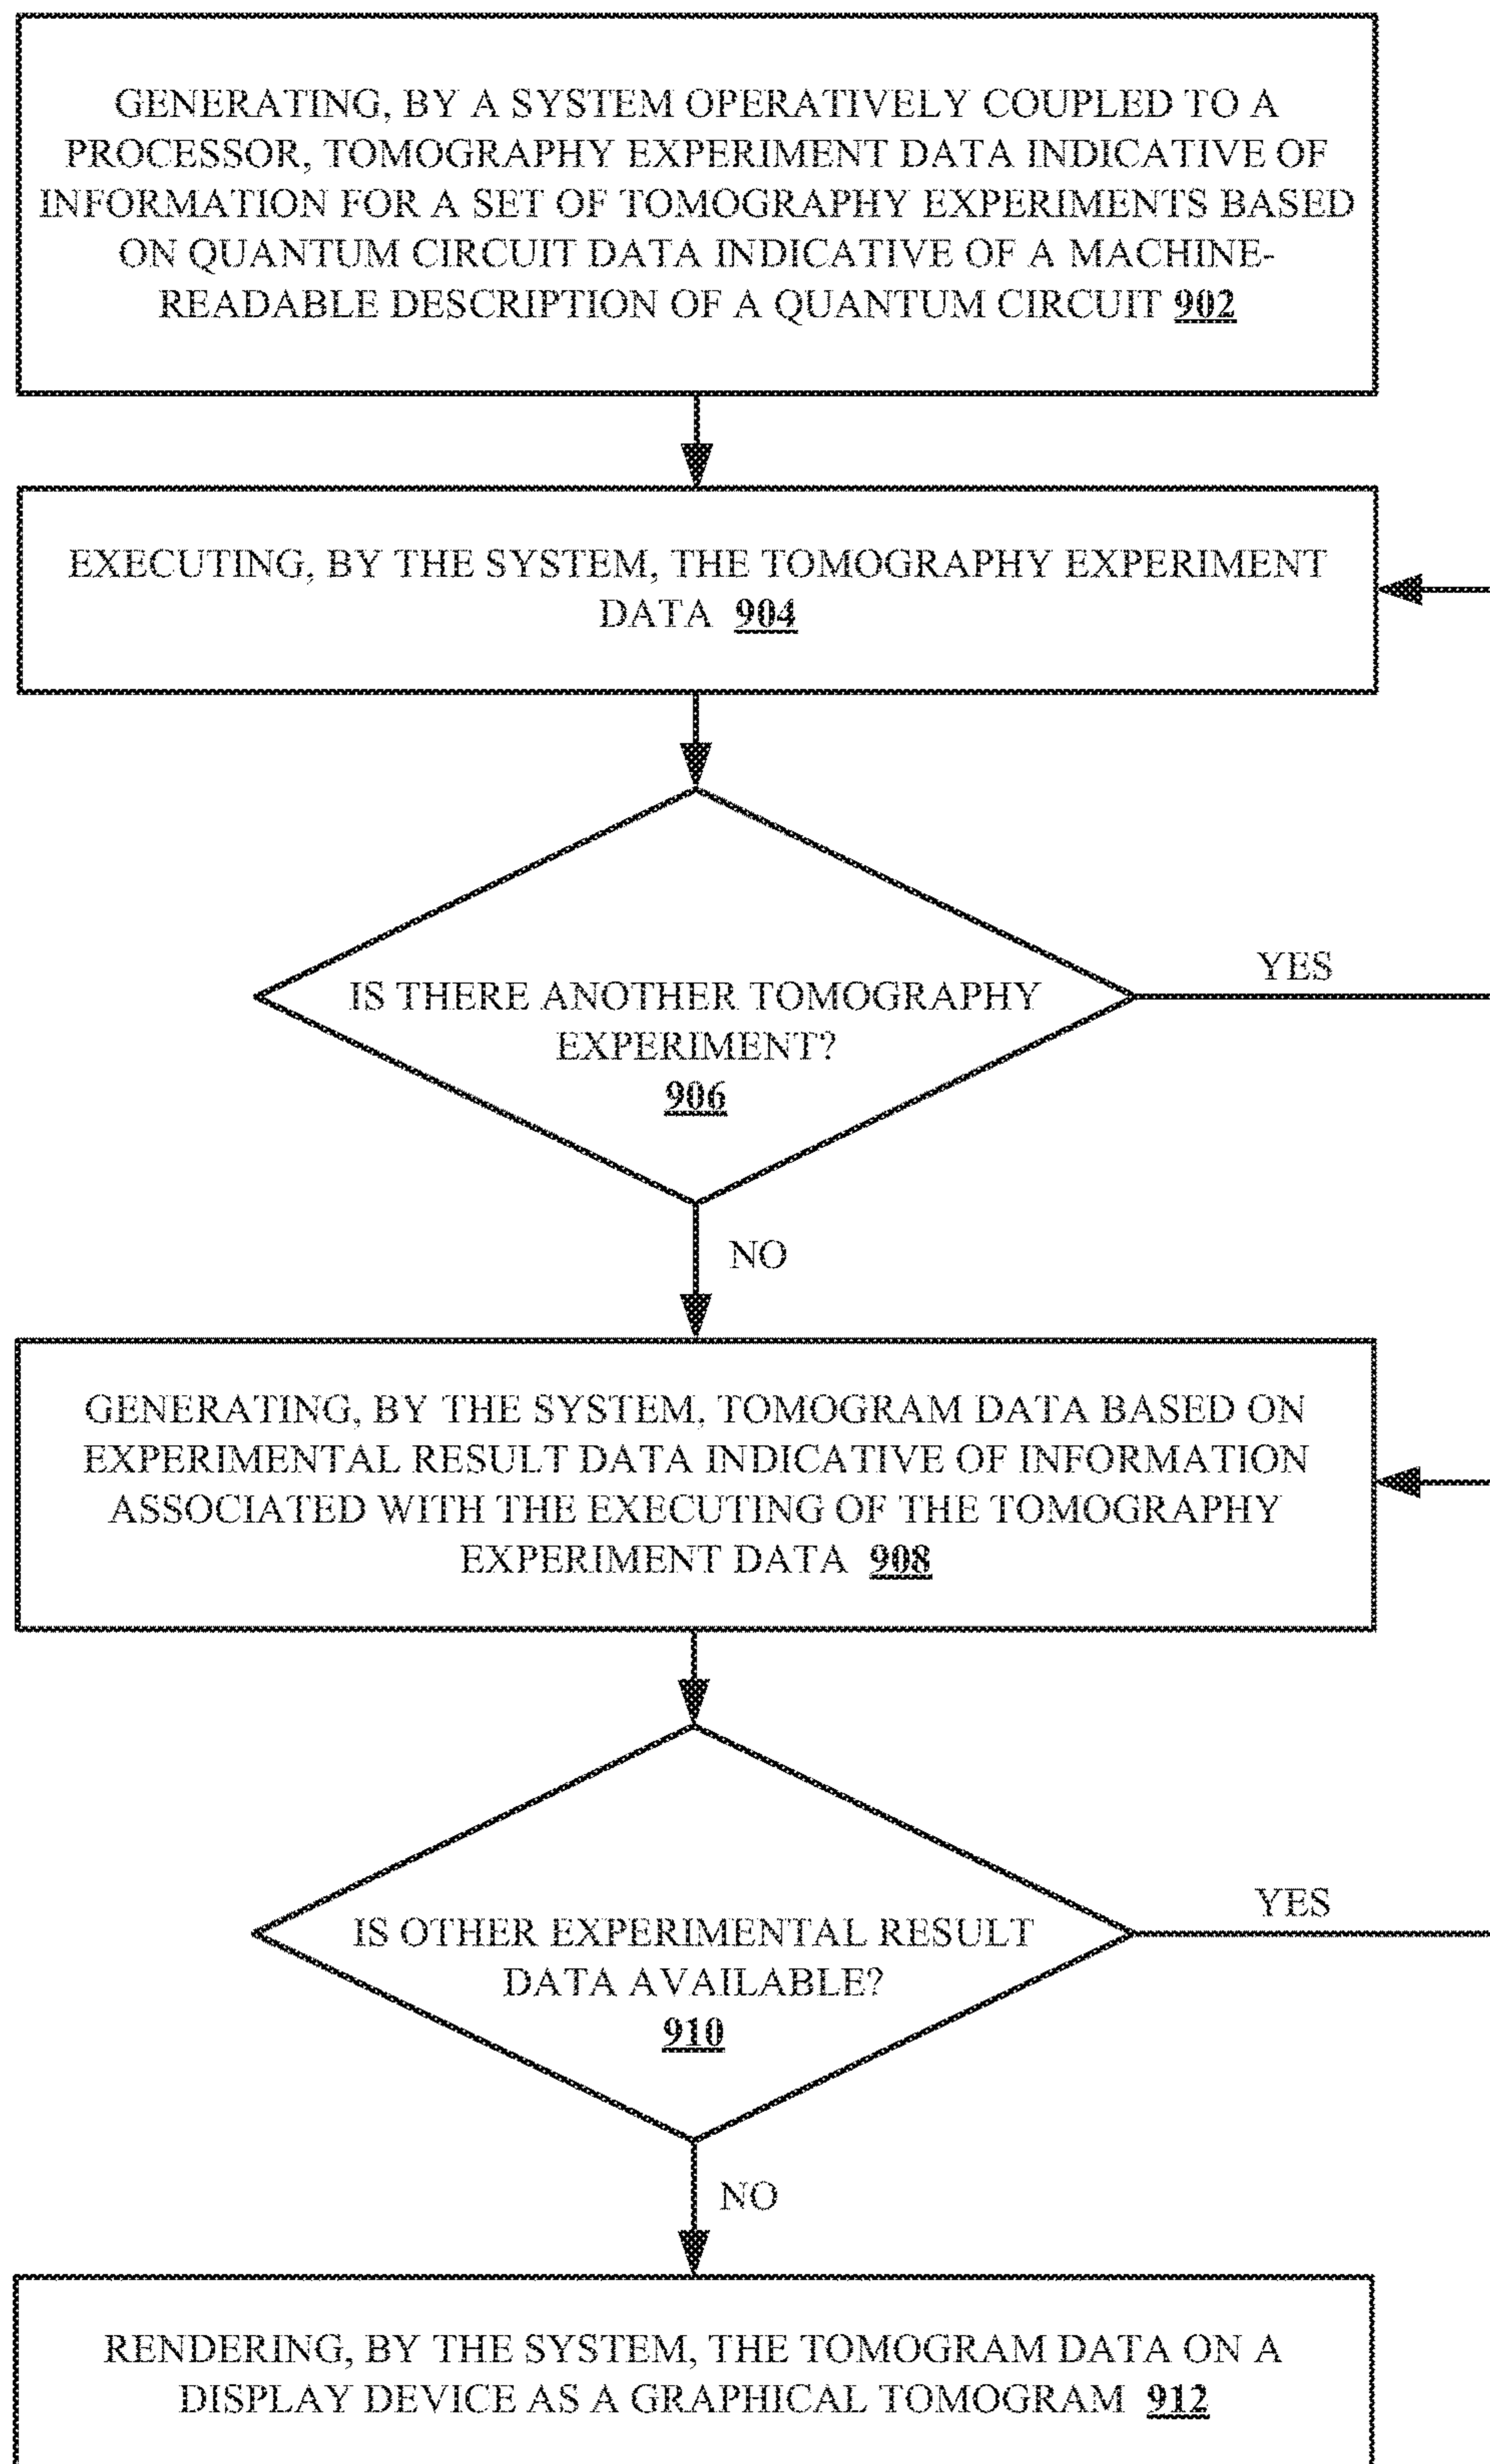 GENERATING, BY A SYSTEM OPERATIVELY COUPLED TO A
PROCESSOR, TOMOGRAPHY EXPERIMENT DATA INDICATIVE OF
INFORMATION FOR A SET OF TOMOGRAPHY EXPERIMENTS BASED
ON QUANTUM CIRCUIT DATA INDICATIVE OF A MACHINE-
READABLE DESCRIPTION OF A QUANTUM CIRCUIT 902
EXECUTING, BY THE SYSTEM, THE TOMOGRAPHY EXPERIMENT
DATA 904
YES
IS THERE ANOTHER TOMOGRAPHY
EXPERIMENT?
906
NO
GENERATING, BY THE SYSTEM, TOMOGRAM DATA BASED ON
EXPERIMENTAL RESULT DATA INDICATIVE OF INFORMATION
ASSOCIATED WITH THE EXECUTING OF THE TOMOGRAPHY
EXPERIMENT DATA 908
YES
IS OTHER EXPERIMENTAL RESULT
DATA AVAILABLE?
910
NO
RENDERING, BY THE SYSTEM, THE TOMOGRAM DATA ON A
DISPLAY DEVICE AS A GRAPHICAL TOMOGRAM 912